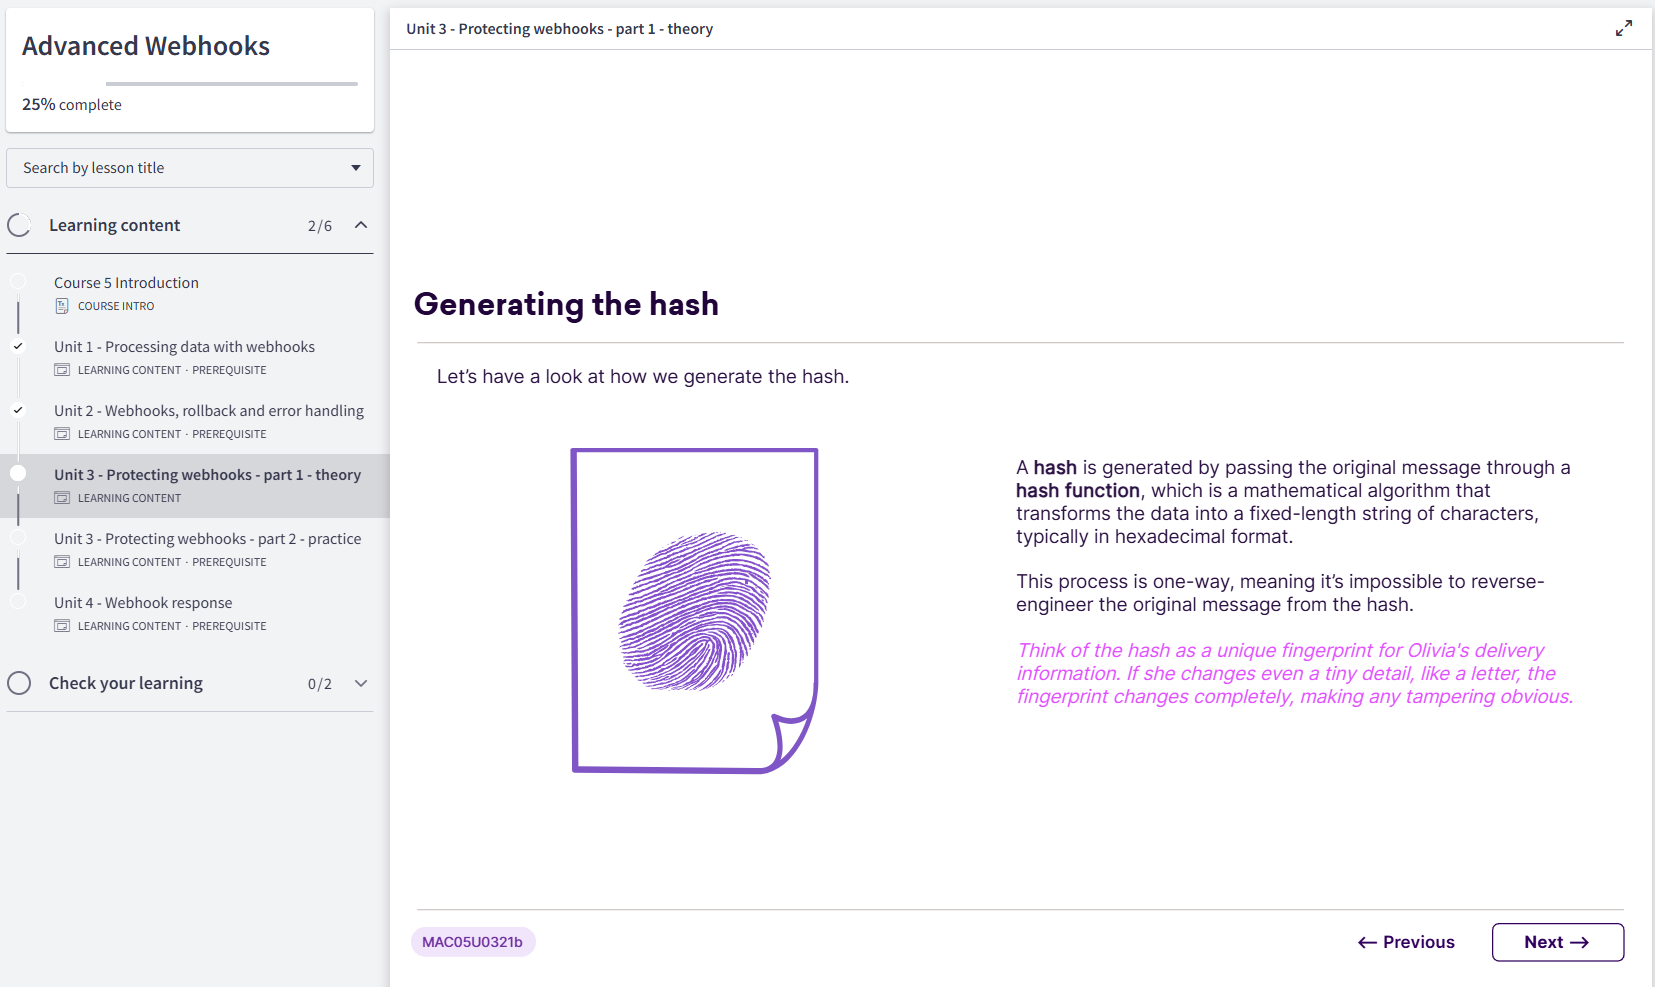 Advanced Webhooks
25% complete
Search by lesson title
Learning content 2/6
Course 5 Introduction
COURSE INTRO
Unit 1 - Processing data with webhooks
LEARNING CONTENT · PREREQUISITE
Unit 2 - Webhooks, rollback and error handling
LEARNING CONTENT · PREREQUISITE
Unit 3 - Protecting webhooks - part 1 - theory
LEARNING CONTENT
Unit 3 - Protecting webhooks - part 2 - practice
LEARNING CONTENT · PREREQUISITE
Unit 4 - Webhook response
LEARNING CONTENT · PREREQUISITE
Check your learning 0/2
Unit 3 - Protecting webhooks - part 1 - theory
Generating the hash
Let's have a look at how we generate the hash.
A hash is generated by passing the original message through a
hash function, which is a mathematical algorithm that
transforms the data into a fixed-length string of characters,
typically in hexadecimal format.
This process is one-way, meaning it's impossible to reverse-
engineer the original message from the hash.
Think of the hash as a unique fingerprint for Olivia's delivery
information. If she changes even a tiny detail, like a letter, the
fingerprint changes completely, making any tampering obvious.
MAC05U0321b
← Previous
Next →